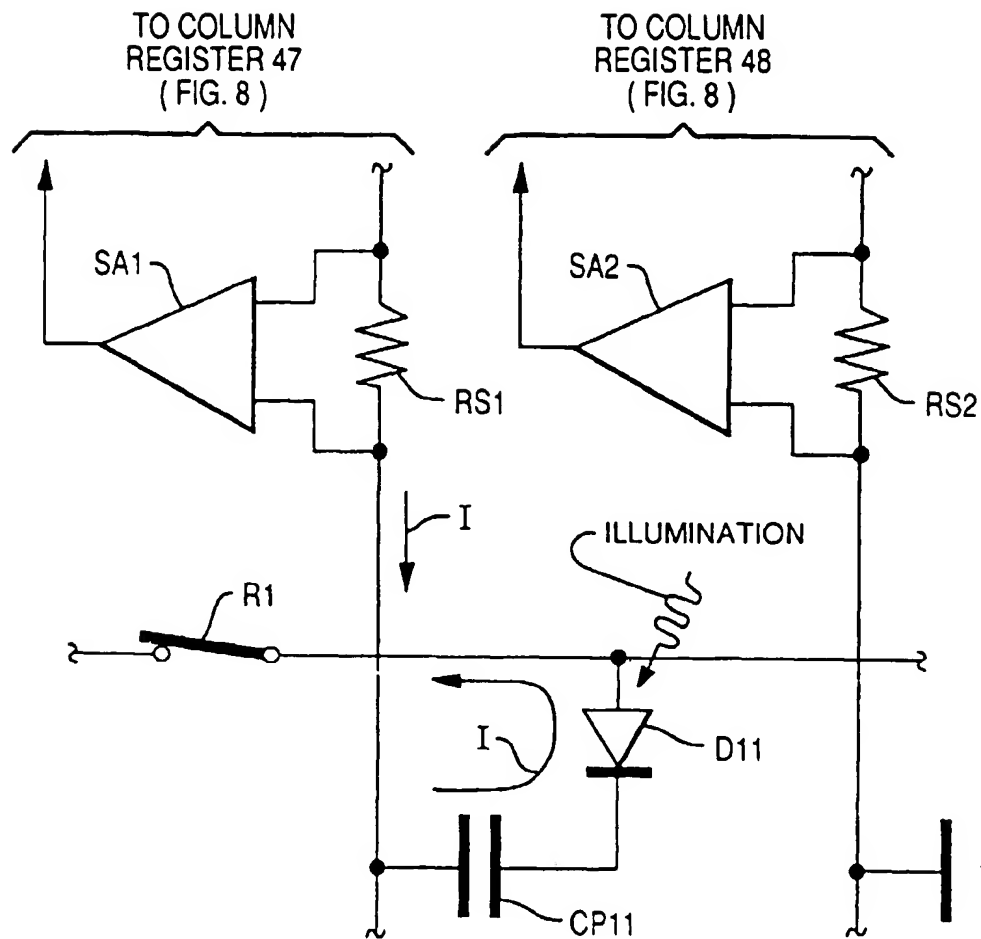 TO COLUMN
REGISTER 47
( FIG. 8 )
TO COLUMN
REGISTER 48
( FIG. 8 )
SA1
SA2
RS1
RS2
I
ILLUMINATION
R1
I
D11
CP11